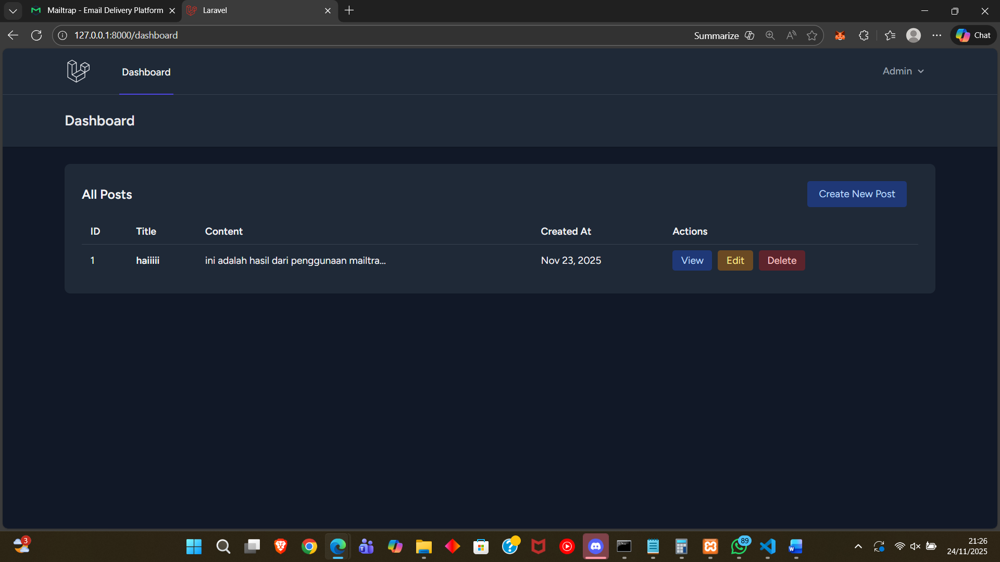 Mailtrap - Email Delivery Platform
Laravel
127.0.0.1:8000/dashboard
Summarize
Chat
Dashboard
Admin
Dashboard
All Posts
Create New Post
ID Title Content Created At Actions
1 haiiiii ini adalah hasil dari penggunaan mailtra... Nov 23, 2025 View Edit Delete
3
89
21:26
24/11/2025